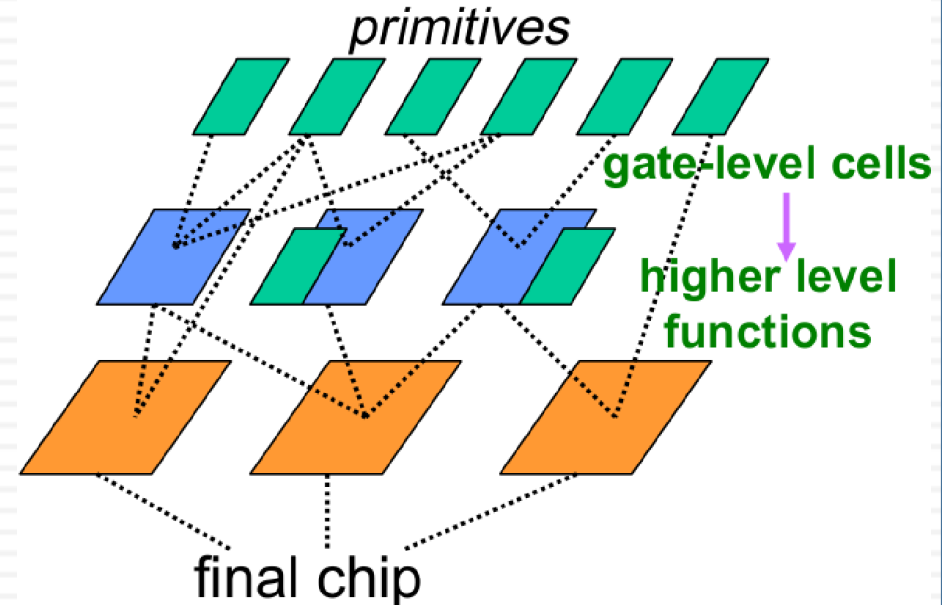 primitives
gate-level cells
higher level
functions
final chip